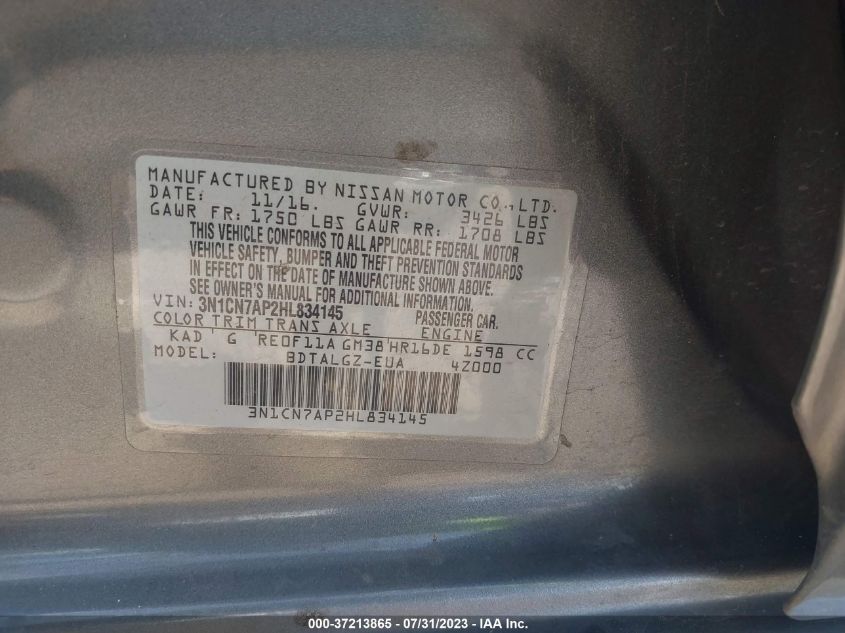 MANUFACTURED BY NISSAN MOTOR CO., LTD.
DATE: 11/16. GVWR: 3426 LBS
GAWR FR: 1750 LBS GAWR RR: 1708 LBS
THIS VEHICLE CONFORMS TO ALL APPLICABLE FEDERAL MOTOR
VEHICLE SAFETY, BUMPER AND THEFT PREVENTION STANDARDS
IN EFFECT ON THE DATE OF MANUFACTURE SHOWN ABOVE.
SEE OWNER'S MANUAL FOR ADDITIONAL INFORMATION.
VIN: 3N1CN7AP2HL834145 PASSENGER CAR.
COLOR TRIM TRANS AXLE ENGINE
KAD G RE0F11A GM38 HR16DE 1598 CC
MODEL: BDTALGZ-EUA 4Z000
3N1CN7AP2HL834145
000-37213865 - 07/31/2023 - IAA Inc.